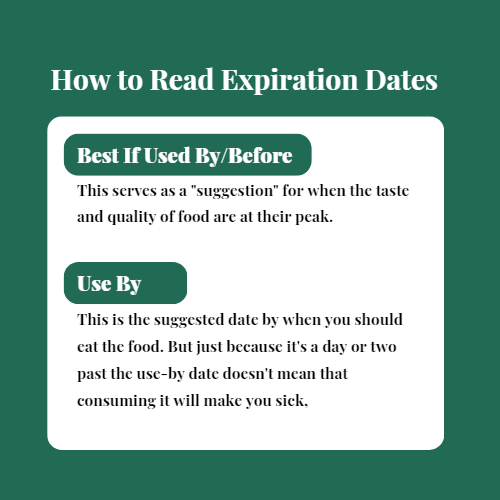 How to Read Expiration Dates
Best If Used By/Before
This serves as a "suggestion" for when the taste
and quality of food are at their peak.
Use By
This is the suggested date by when you should
eat the food. But just because it's a day or two
past the use-by date doesn't mean that
consuming it will make you sick,